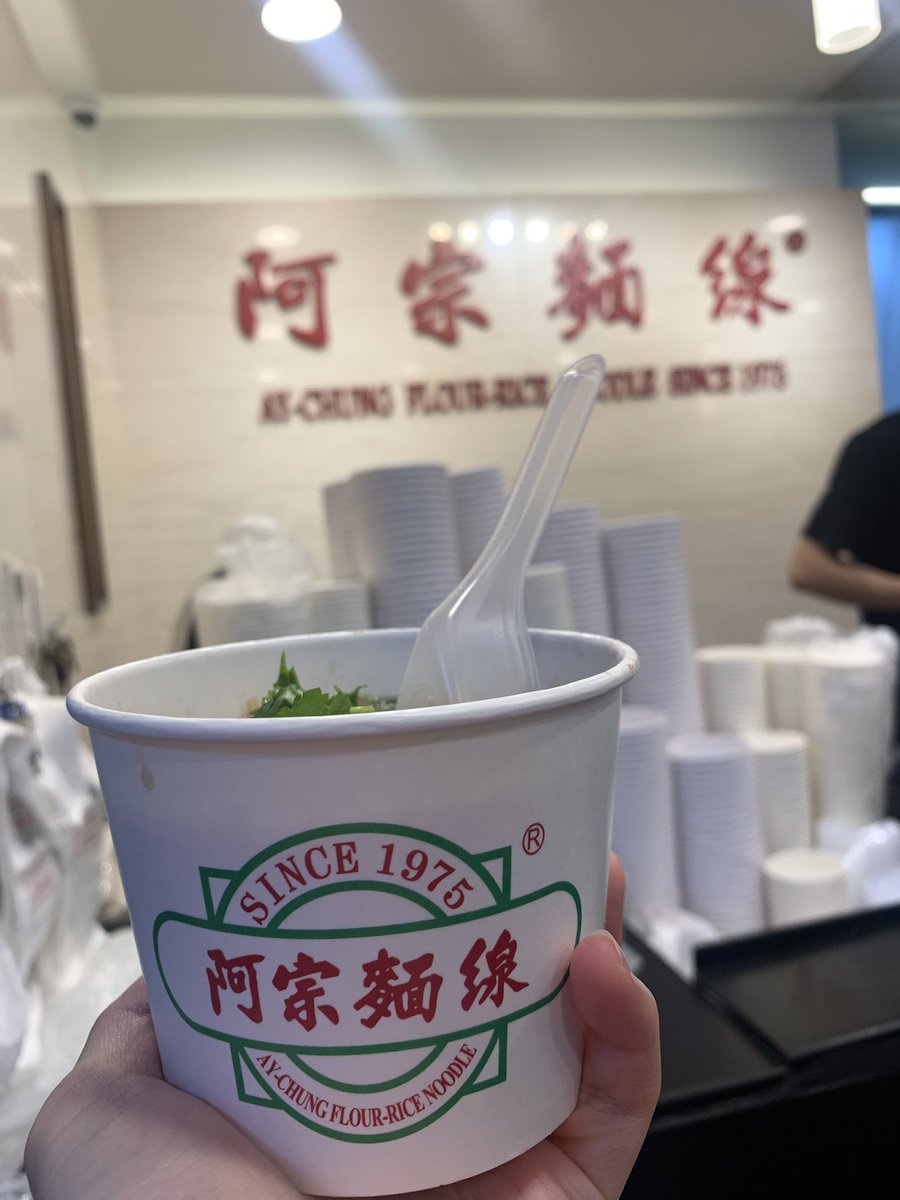 阿宗麵線
AY-CHUNG FLOUR-RICE NOODLE SINCE 1975
SINCE 1975
®
阿宗麵線
AY-CHUNG FLOUR-RICE NOODLE